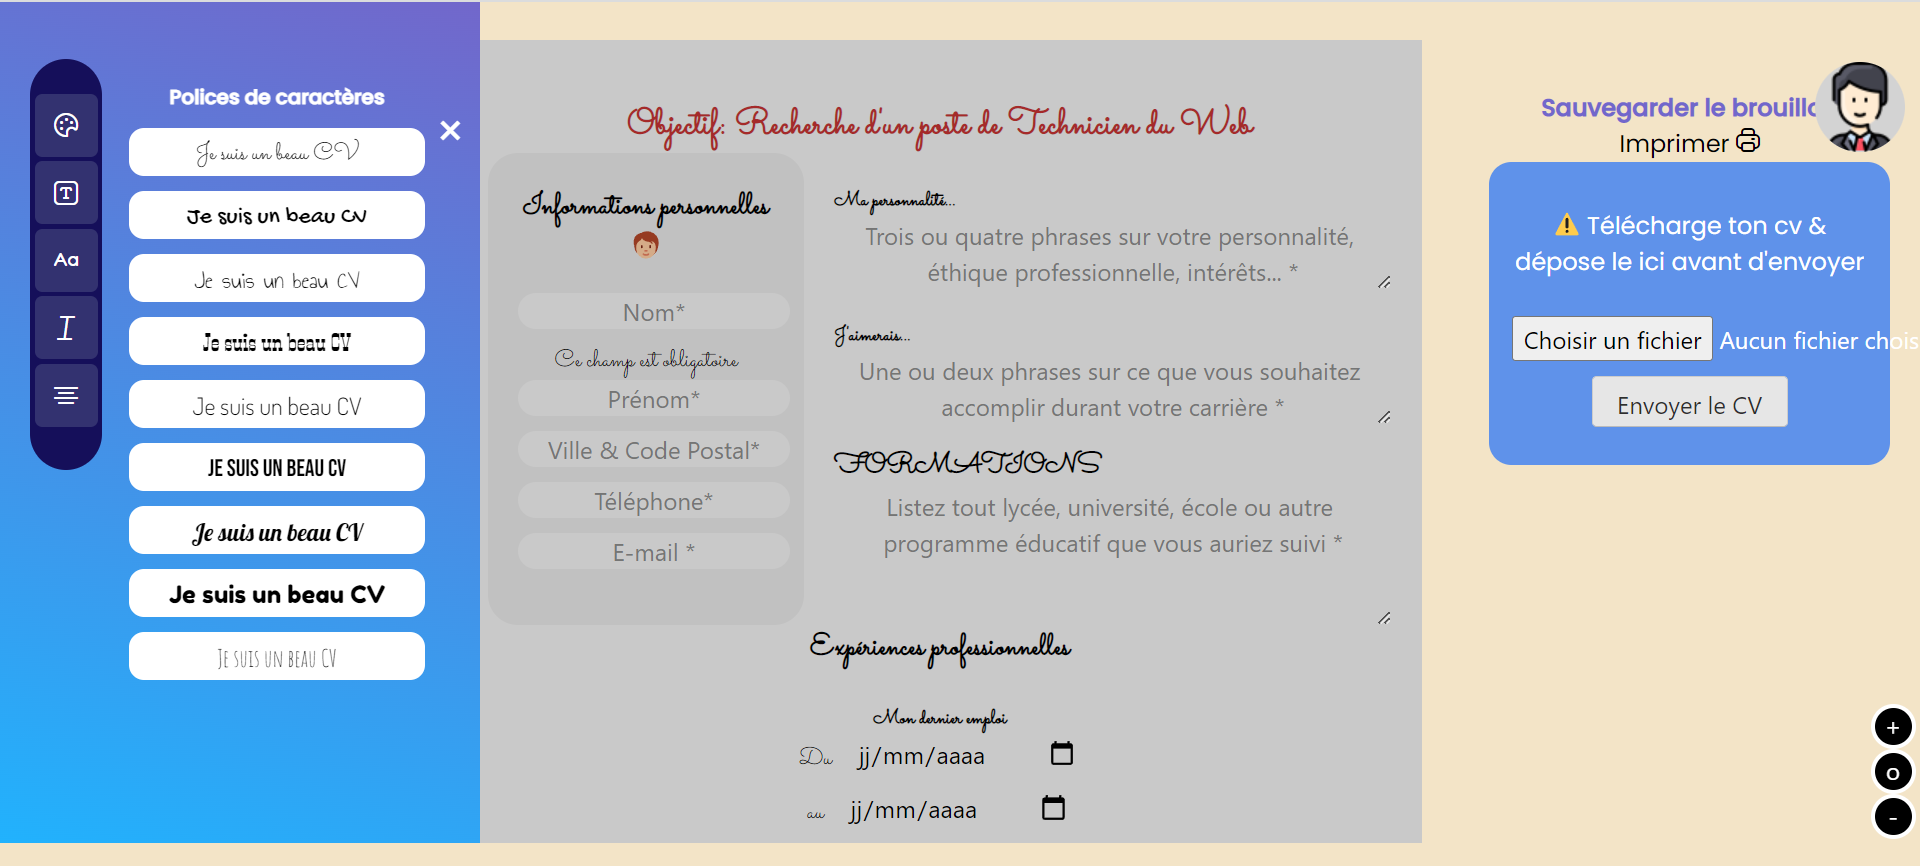 Polices de caractères
Je suis un beau CV
Je suis un beau CV
Je suis un beau CV
Je suis un beau CV
Je suis un beau CV
JE SUIS UN BEAU CV
Je suis un beau CV
Je suis un beau CV
JE SUIS UN BEAU CV
T
Aa
I
Objectif: Recherche d'un poste de Technicien du Web
Informations personnelles
Nom*
Ce champ est obligatoire
Prénom*
Ville & Code Postal*
Téléphone*
E-mail *
Ma personnalité...
Trois ou quatre phrases sur votre personnalité,
éthique professionnelle, intérêts... *
J'aimerais...
Une ou deux phrases sur ce que vous souhaitez
accomplir durant votre carrière *
FORMATIONS
Listez tout lycée, université, école ou autre
programme éducatif que vous auriez suivi *
Expériences professionnelles
Mon dernier emploi
Du jj/mm/aaaa
au jj/mm/aaaa
Sauvegarder le brouillo
Imprimer
⚠️ Télécharge ton cv &
dépose le ici avant d'envoyer
Choisir un fichier Aucun fichier chois
Envoyer le CV
+
o
-